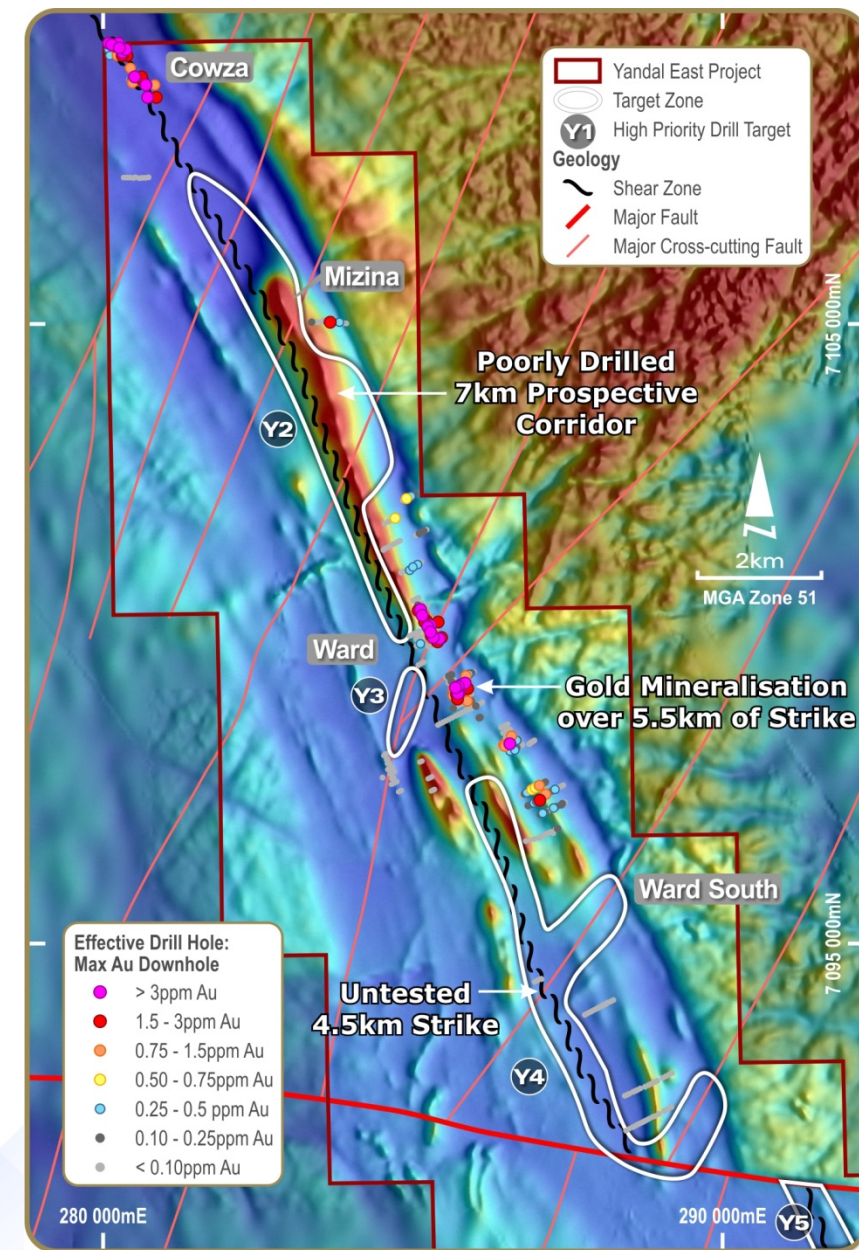 Cowza
Yandal East Project
Target Zone
Y1 High Priority Drill Target
Geology
Shear Zone
Major Fault
Major Cross-cutting Fault
Mizina
7 105 000mN
Poorly Drilled
7km Prospective
Corridor
Y2
2km
MGA Zone 51
Ward
Y3
Gold Mineralisation
over 5.5km of Strike
Ward South
7 095 000mN
Effective Drill Hole:
Max Au Downhole
> 3ppm Au
1.5 - 3ppm Au
0.75 - 1.5ppm Au
0.50 - 0.75ppm Au
0.25 - 0.5 ppm Au
0.10 - 0.25ppm Au
< 0.10ppm Au
Untested
4.5km Strike
Y4
280 000mE
290 000mE
Y5